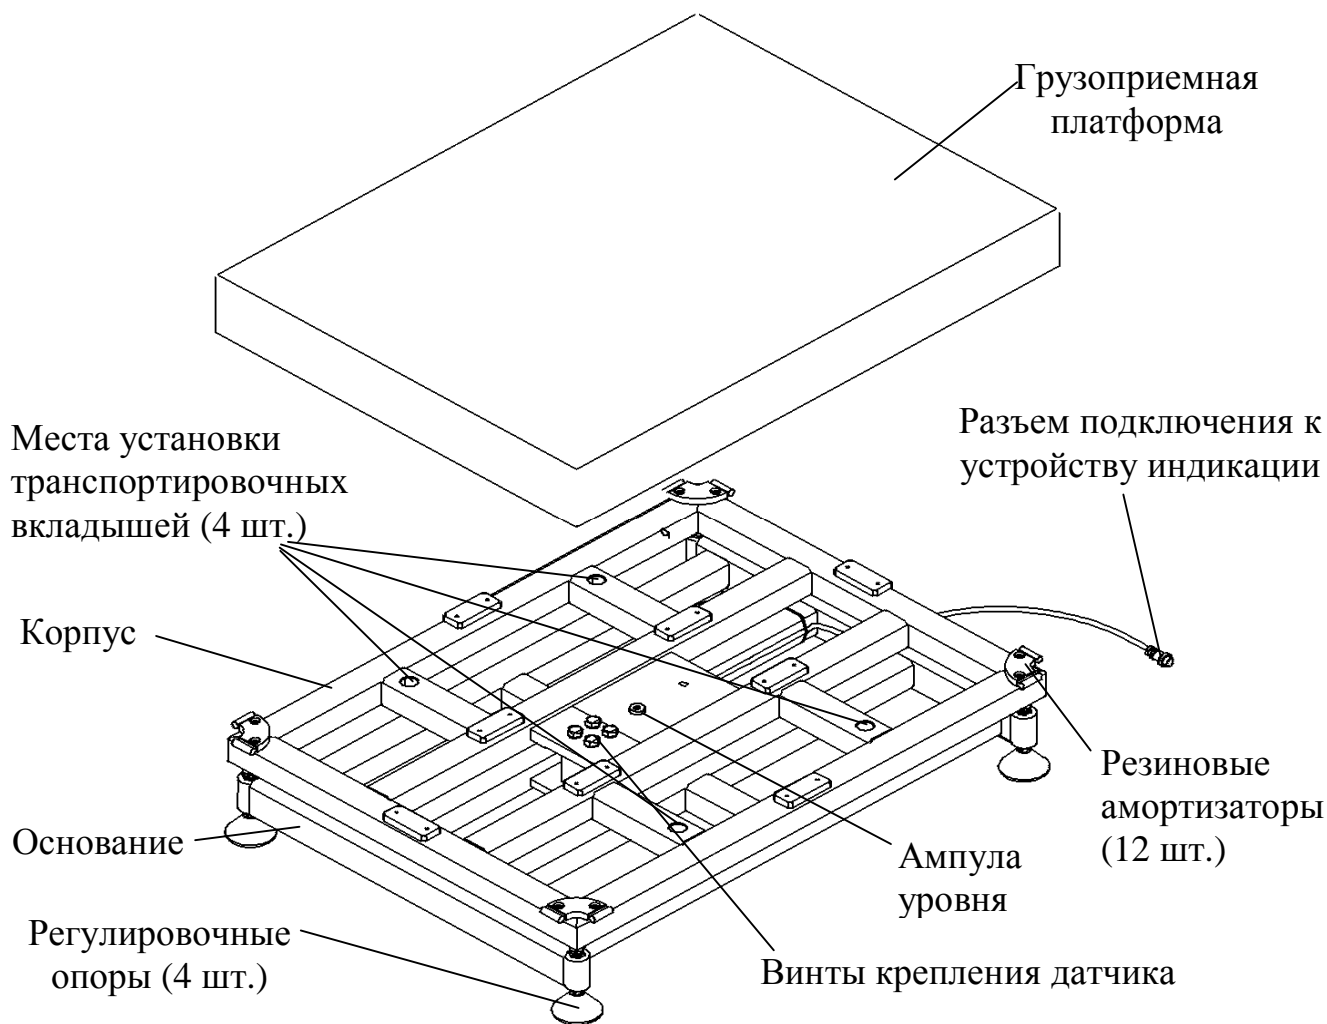 Грузоприемная
платформа
Места установки
транспортировочных
вкладышей (4 шт.)
Разъем подключения к
устройству индикации
Корпус
Основание
Резиновые
амортизаторы
(12 шт.)
Ампула
уровня
Регулировочные
опоры (4 шт.)
Винты крепления датчика